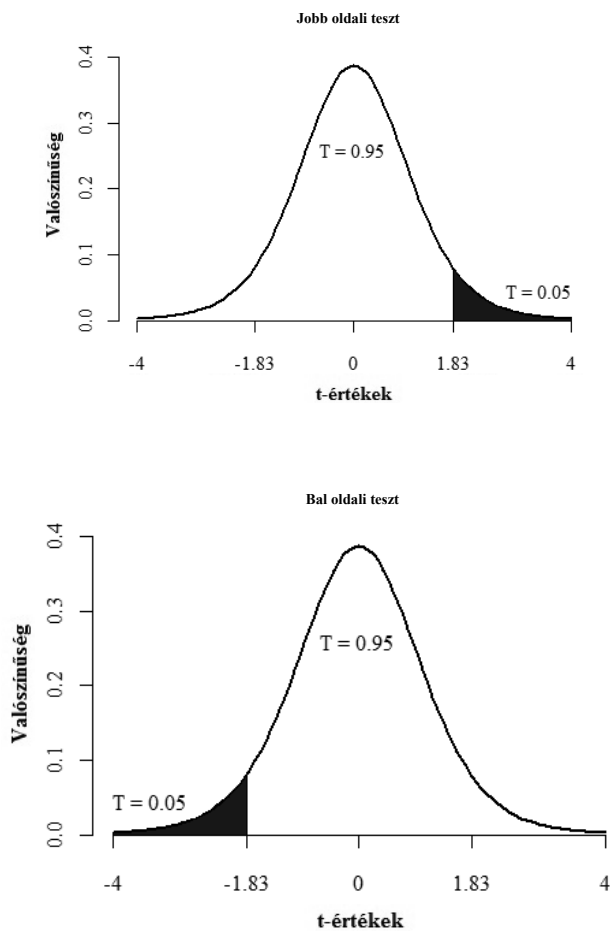 Jobb oldali teszt
0.4
0.3
0.2
0.1
0.0
Valószínűség
T = 0.95
T = 0.05
-4 -1.83 0 1.83 4
t-értékek
Bal oldali teszt
0.4
0.3
0.2
0.1
0.0
Valószínűség
T = 0.95
T = 0.05
-4 -1.83 0 1.83 4
t-értékek